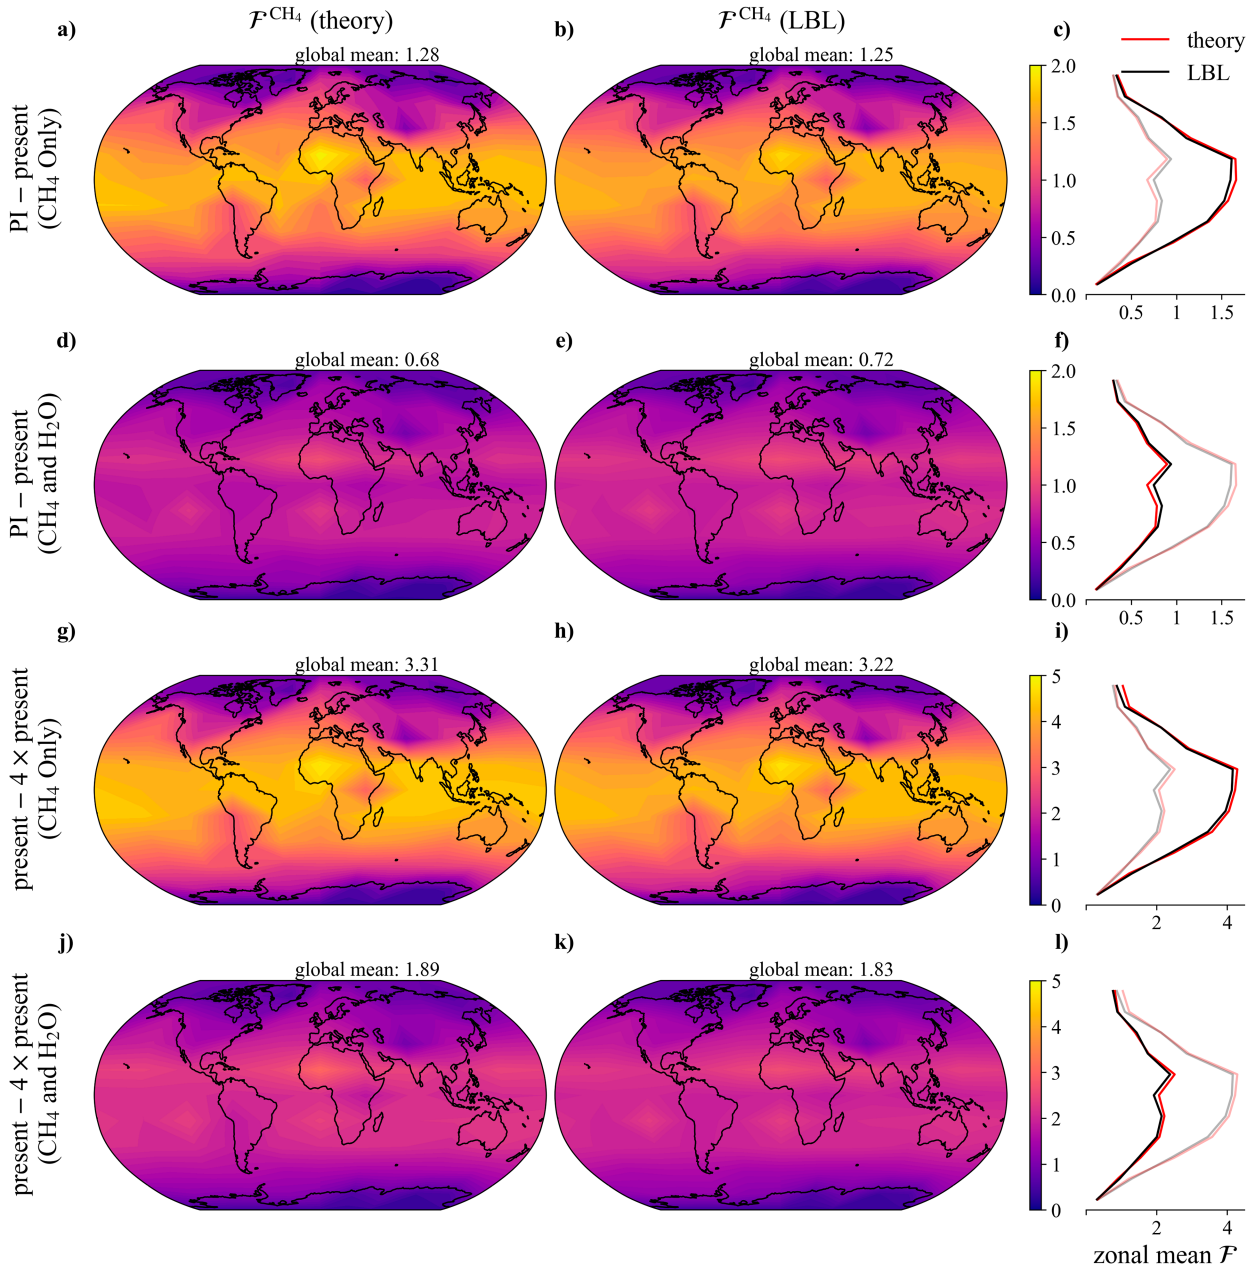 𝓕^CH₄ (theory)
𝓕^CH₄ (LBL)
a)
b)
c)
theory
LBL
global mean: 1.28
global mean: 1.25
PI − present
(CH₄ Only)
2.0
1.5
1.0
0.5
0.0
0.5 1 1.5
d)
e)
f)
global mean: 0.68
global mean: 0.72
PI − present
(CH₄ and H₂O)
2.0
1.5
1.0
0.5
0.0
0.5 1 1.5
g)
h)
i)
global mean: 3.31
global mean: 3.22
present − 4 × present
(CH₄ Only)
5
4
3
2
1
0
2 4
j)
k)
l)
global mean: 1.89
global mean: 1.83
present − 4 × present
(CH₄ and H₂O)
5
4
3
2
1
0
2 4
zonal mean 𝓕